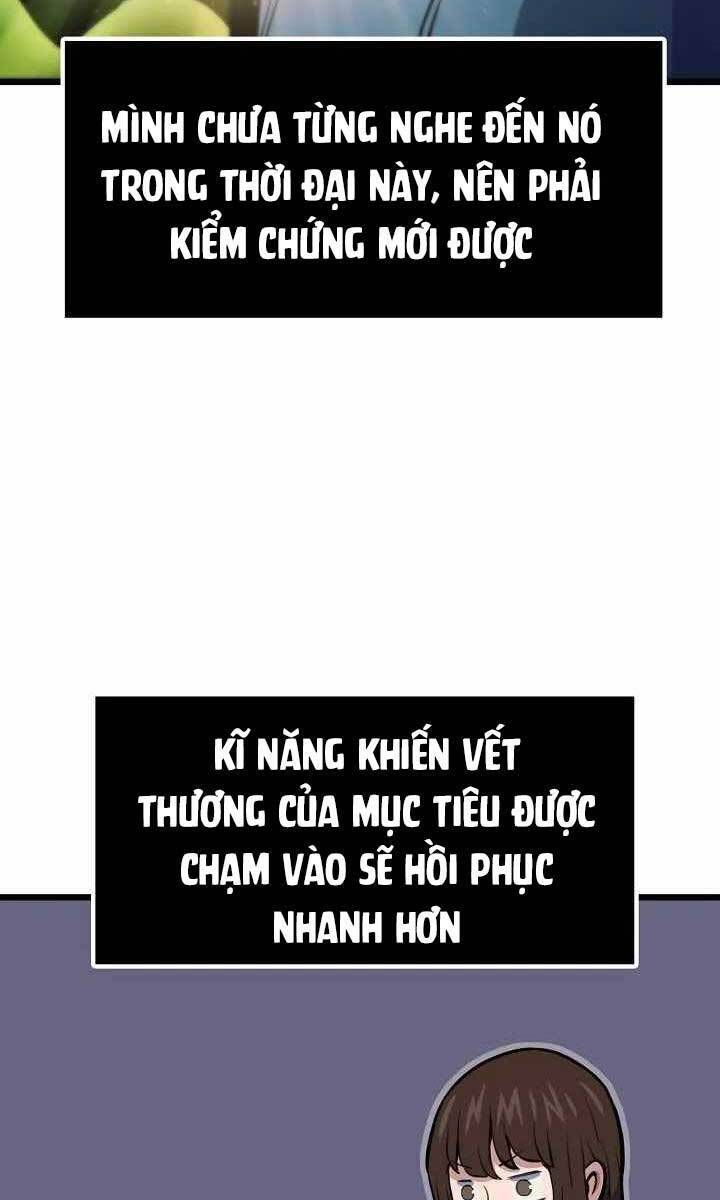 MÌNH CHƯA TỪNG NGHE ĐẾN NÓ
TRONG THỜI ĐẠI NÀY, NÊN PHẢI
KIỂM CHỨNG MỚI ĐƯỢC
KĨ NĂNG KHIẾN VẾT
THƯƠNG CỦA MỤC TIÊU ĐƯỢC
CHẠM VÀO SẼ HỒI PHỤC
NHANH HƠN